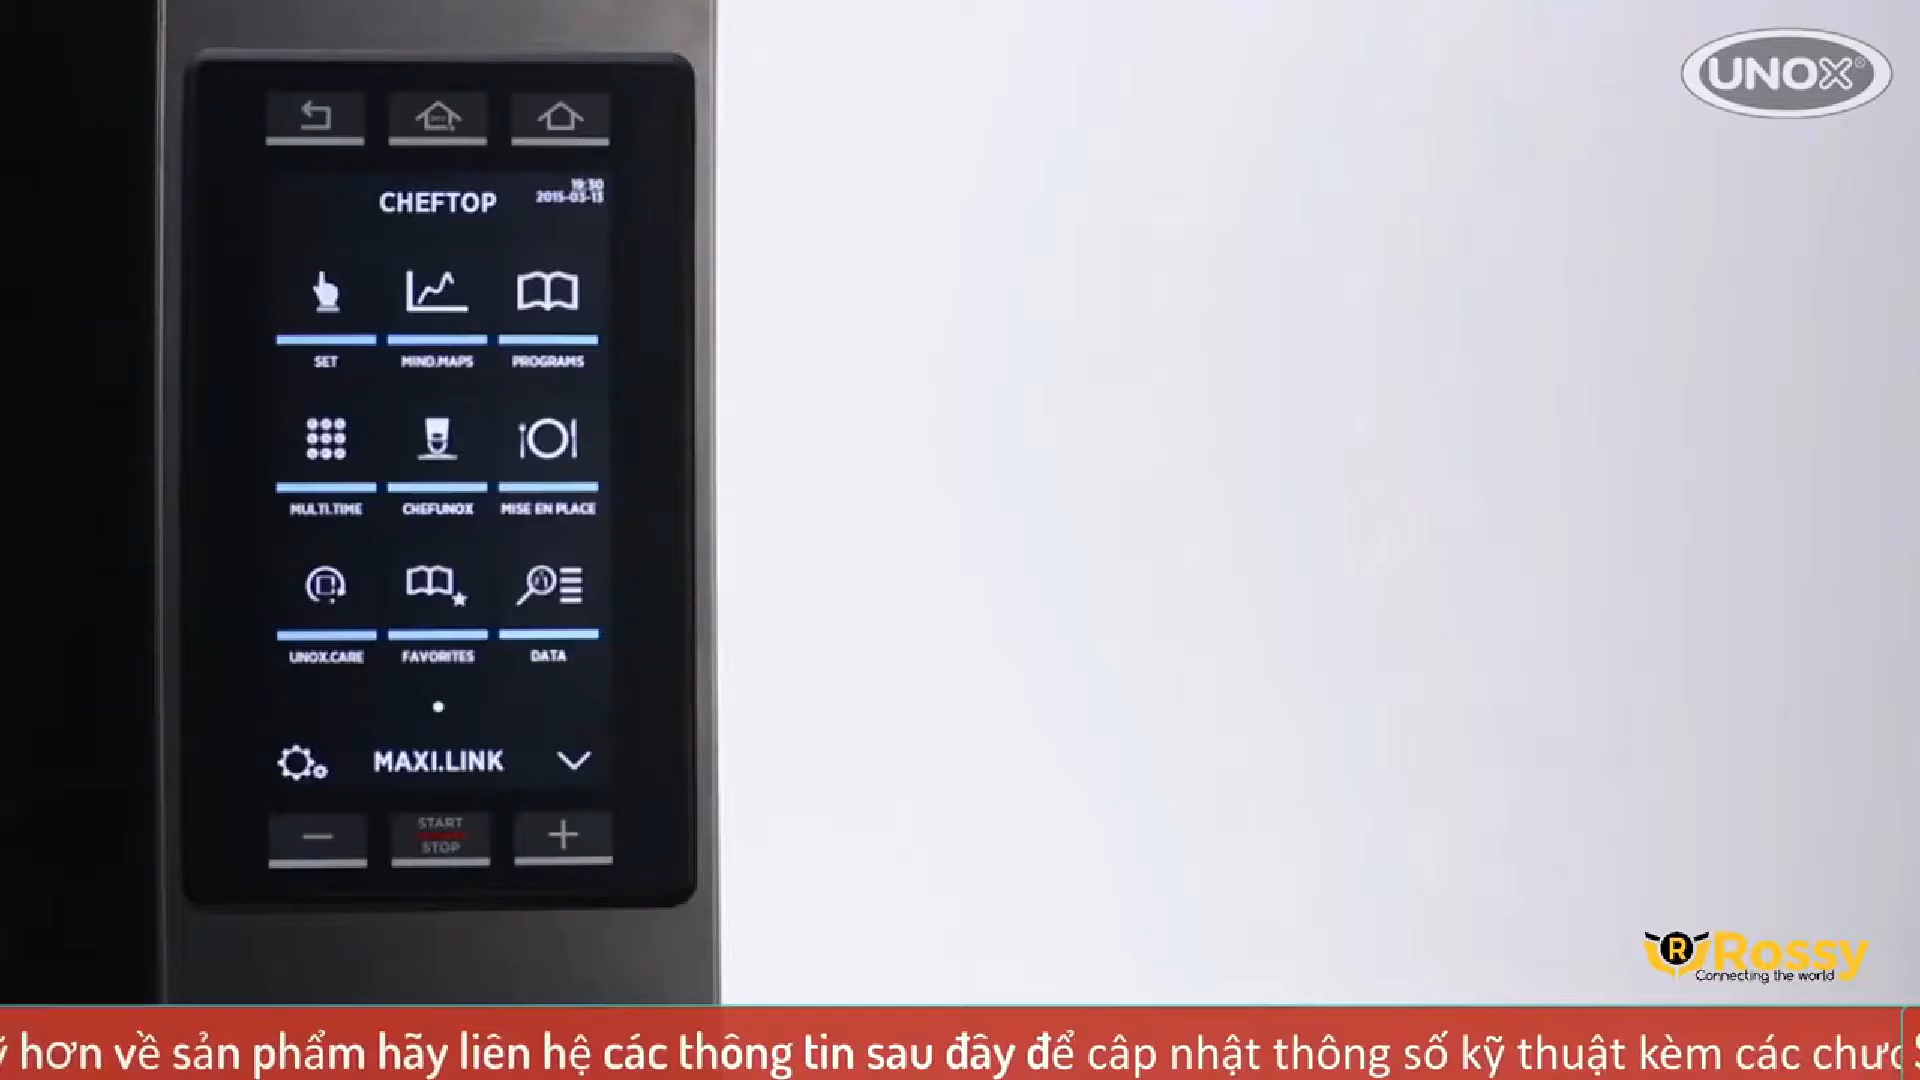 UNOX®
CHEFTOP
19:30
2015-03-13
SET
MIND.MAPS
PROGRAMS
MULTI.TIME
CHEFUNOX
MISE EN PLACE
UNOX.CARE
FAVORITES
DATA
MAXI.LINK
START
STOP
R Rossy
Connecting the world
hơn về sản phẩm hãy liên hệ các thông tin sau đây để câp nhật thông số kỹ thuật kèm các